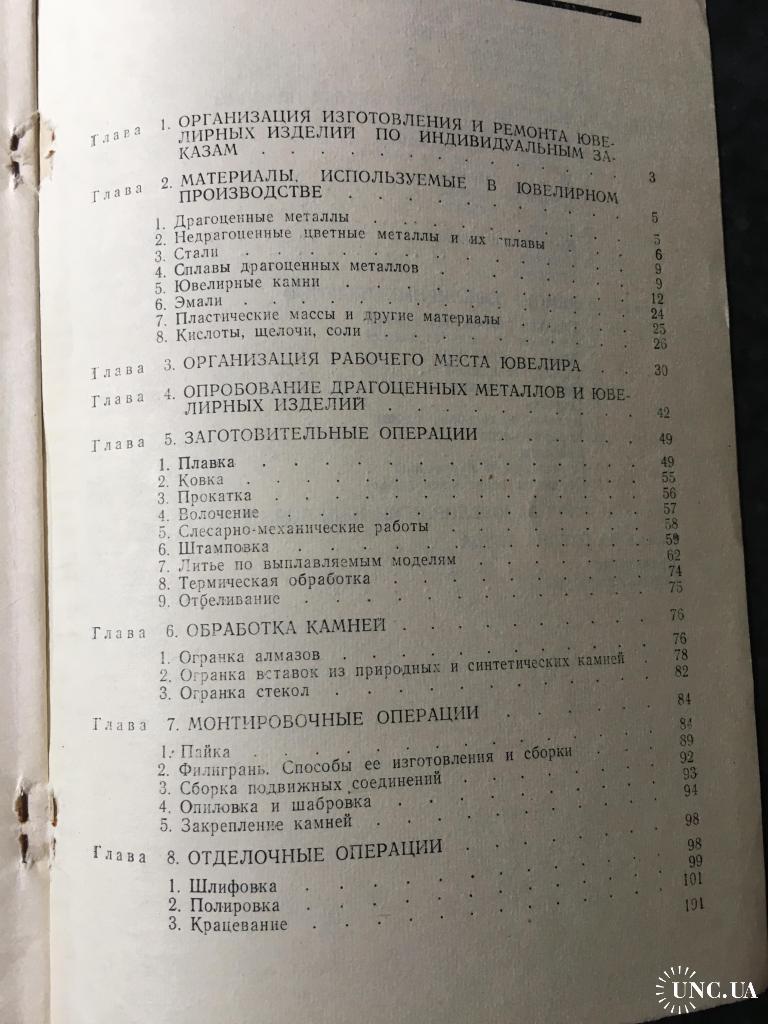 Глава 1. ОРГАНИЗАЦИЯ ИЗГОТОВЛЕНИЯ И РЕМОНТА ЮВЕ-
ЛИРНЫХ ИЗДЕЛИЙ ПО ИНДИВИДУАЛЬНЫМ ЗА-
КАЗАМ . . . . . . . . . . . . 3
Глава 2. МАТЕРИАЛЫ, ИСПОЛЬЗУЕМЫЕ В ЮВЕЛИРНОМ
ПРОИЗВОДСТВЕ . . . . . . . . . 5
1. Драгоценные металлы . . . . . . . . 5
2. Недрагоценные цветные металлы и их сплавы . . . 6
3. Стали . . . . . . . . . . . . 9
4. Сплавы драгоценных металлов . . . . . . 9
5. Ювелирные камни . . . . . . . . . 12
6. Эмали . . . . . . . . . . . . 24
7. Пластические массы и другие материалы . . . . 25
8. Кислоты, щелочи, соли . . . . . . . . 26
Глава 3. ОРГАНИЗАЦИЯ РАБОЧЕГО МЕСТА ЮВЕЛИРА . . 30
Глава 4. ОПРОБОВАНИЕ ДРАГОЦЕННЫХ МЕТАЛЛОВ И ЮВЕ-
ЛИРНЫХ ИЗДЕЛИЙ . . . . . . . . 42
Глава 5. ЗАГОТОВИТЕЛЬНЫЕ ОПЕРАЦИИ . . . . . 49
1. Плавка . . . . . . . . . . . . 49
2. Ковка . . . . . . . . . . . . 55
3. Прокатка . . . . . . . . . . . 56
4. Волочение . . . . . . . . . . . 57
5. Слесарно-механические работы . . . . . . 58
6. Штамповка . . . . . . . . . . . 59
7. Литье по выплавляемым моделям . . . . . . 62
8. Термическая обработка . . . . . . . . 74
9. Отбеливание . . . . . . . . . . 75
Глава 6. ОБРАБОТКА КАМНЕЙ . . . . . . . 76
1. Огранка алмазов . . . . . . . . . 76
2. Огранка вставок из природных и синтетических камней . 78
3. Огранка стекол . . . . . . . . . . 82
Глава 7. МОНТИРОВОЧНЫЕ ОПЕРАЦИИ . . . . . 84
1. Пайка . . . . . . . . . . . . 84
2. Филигрань. Способы ее изготовления и сборки . . 89
3. Сборка подвижных соединений . . . . . . 92
4. Опиловка и шабровка . . . . . . . . 93
5. Закрепление камней . . . . . . . . 94
Глава 8. ОТДЕЛОЧНЫЕ ОПЕРАЦИИ . . . . . . 98
1. Шлифовка . . . . . . . . . . . 98
2. Полировка . . . . . . . . . . . 99
3. Крацевание . . . . . . . . . . 101
101
UNC.UA